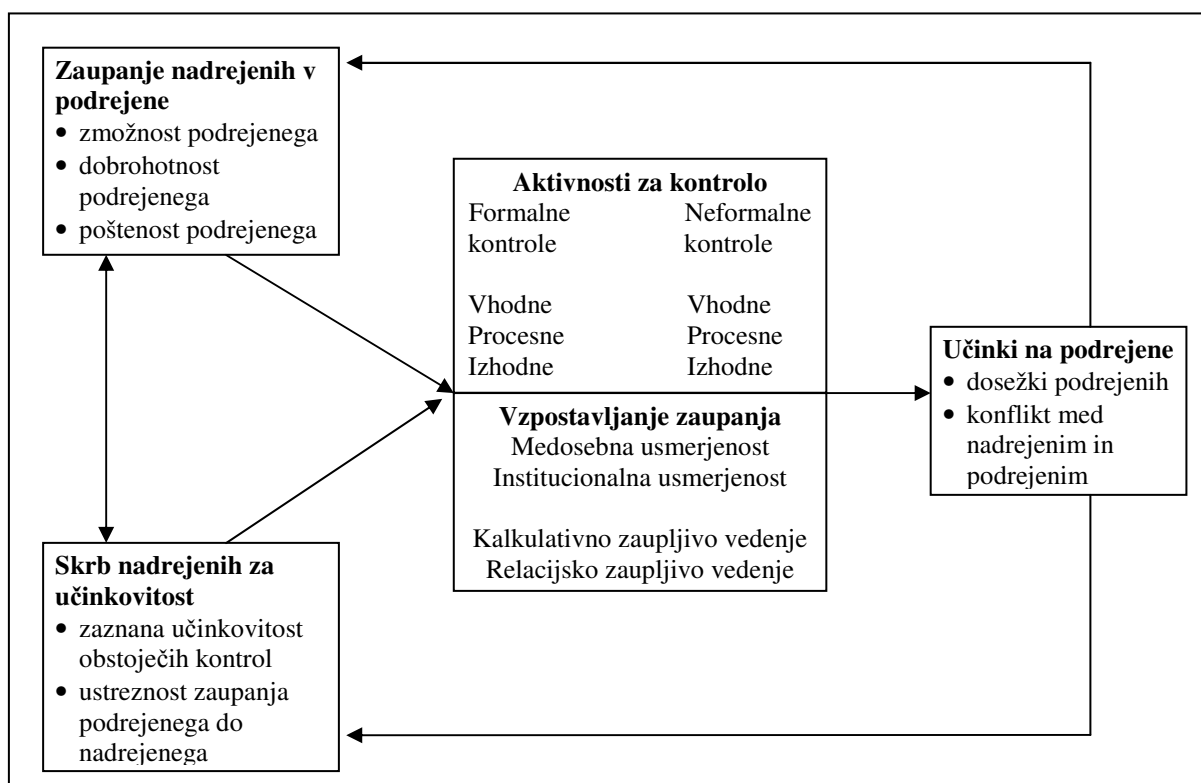 Zaupanje nadrejenih v
podrejene
• zmožnost podrejenega
• dobrohotnost
podrejenega
• poštenost podrejenega
Skrb nadrejenih za
učinkovitost
• zaznana učinkovitost
obstoječih kontrol
• ustreznost zaupanja
podrejenega do
nadrejenega
Aktivnosti za kontrolo
Formalne Neformalne
kontrole kontrole
Vhodne Vhodne
Procesne Procesne
Izhodne Izhodne
Vzpostavljanje zaupanja
Medosebna usmerjenost
Institucionalna usmerjenost
Kalkulativno zaupljivo vedenje
Relacijsko zaupljivo vedenje
Učinki na podrejene
• dosežki podrejenih
• konflikt med
nadrejenim in
podrejenim